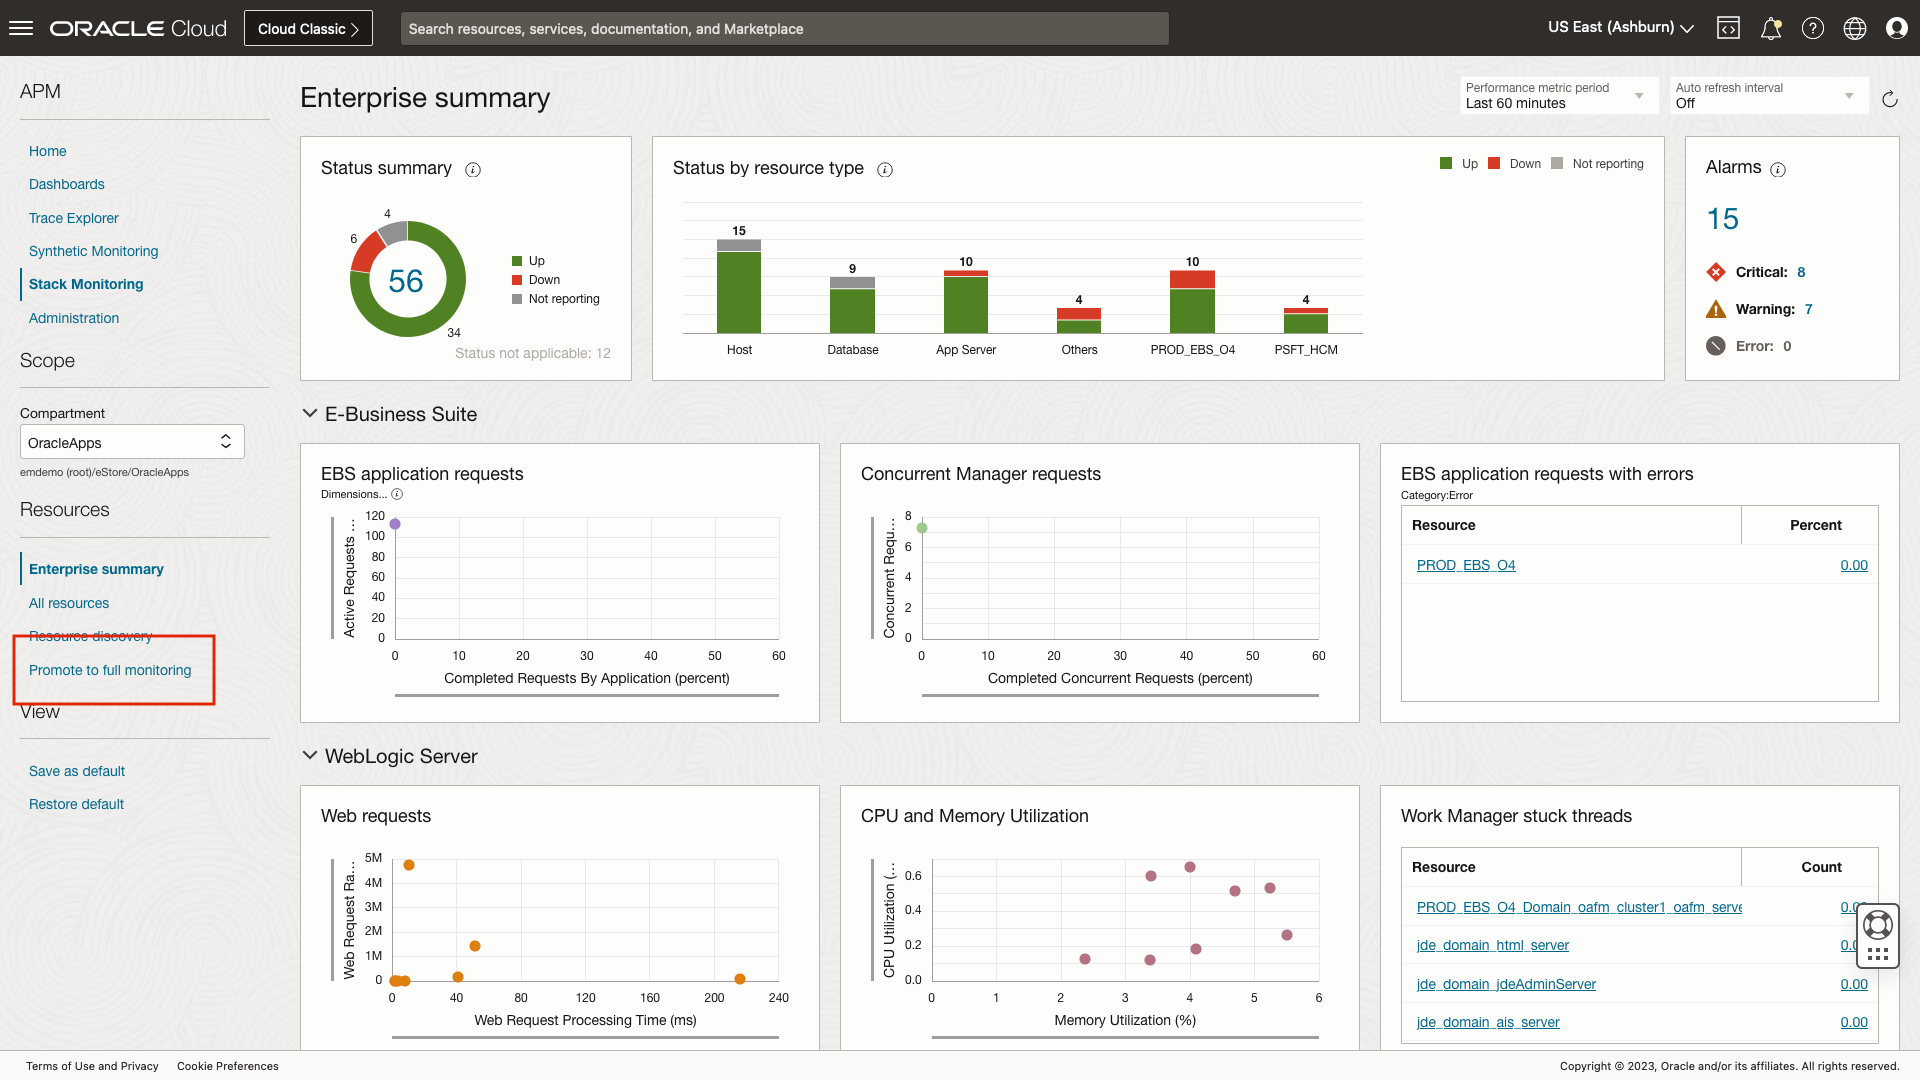 ORACLE Cloud
Cloud Classic
Search resources, services, documentation, and Marketplace
US East (Ashburn)
APM
Home
Dashboards
Trace Explorer
Synthetic Monitoring
Stack Monitoring
Administration
Scope
Compartment
OracleApps
emdemo (root)/eStore/OracleApps
Resources
Enterprise summary
All resources
Resource discovery
Promote to full monitoring
View
Save as default
Restore default
Enterprise summary
Performance metric period
Last 60 minutes
Auto refresh interval
Off
Status summary
4
6
56
34
Up
Down
Not reporting
Status not applicable: 12
Status by resource type
Up Down Not reporting
15 9 10 4 10 4
Host Database App Server Others PROD_EBS_O4 PSFT_HCM
Alarms
15
Critical: 8
Warning: 7
Error: 0
E-Business Suite
EBS application requests
Dimensions...
Active Requests ...
120
100
80
60
40
20
0
0 10 20 30 40 50 60
Completed Requests By Application (percent)
Concurrent Manager requests
Concurrent Requ...
8
6
4
2
0
0 10 20 30 40 50 60
Completed Concurrent Requests (percent)
EBS application requests with errors
Category:Error
Resource Percent
PROD_EBS_O4 0.00
WebLogic Server
Web requests
Web Request Ra...
5M
4M
3M
2M
1M
0
0 40 80 120 160 200 240
Web Request Processing Time (ms)
CPU and Memory Utilization
CPU Utilization (...
0.6
0.4
0.2
0.0
0 1 2 3 4 5 6
Memory Utilization (%)
Work Manager stuck threads
Resource Count
PROD_EBS_O4_Domain_oafm_cluster1_oafm_serve
jde_domain_html_server
jde_domain_jdeAdminServer 0.00
jde_domain_ais_server 0.00
Terms of Use and Privacy Cookie Preferences
Copyright © 2023, Oracle and/or its affiliates. All rights reserved.